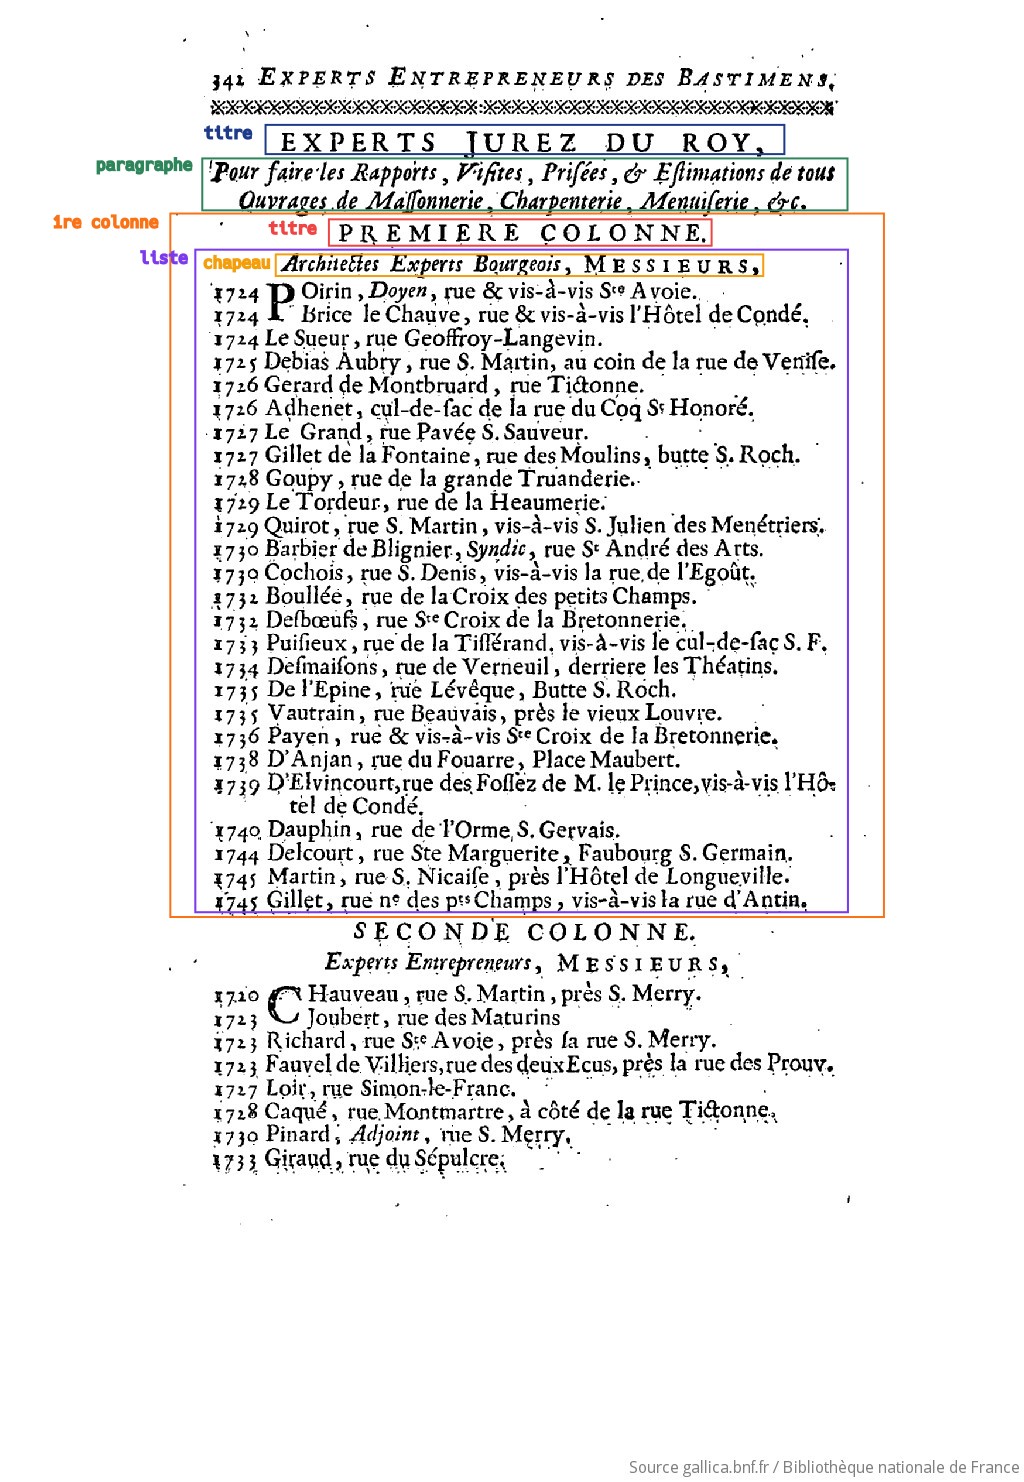 342 EXPERTS ENTREPRENEURS DES BASTIMENS.
titre
EXPERTS JUREZ DU ROY,
paragraphe
Pour faire les Rapports, Viſites, Priſées, & Eſtimations de tous
Ouvrages de Maſſonnerie, Charpenterie, Menuiſerie, &c.
1re colonne
titre
PREMIERE COLONNE.
liste
chapeau
Architectes Experts Bourgeois, MESSIEURS,
1724 POirin, Doyen, rue & vis-à-vis Ste Avoie.
1724 Brice le Chauve, rue & vis-à-vis l'Hôtel de Condé.
1724 Le Sueur, rue Geoffroy-Langevin.
1725 Debias Aubry, rue S. Martin, au coin de la rue de Veniſe.
1726 Gerard de Montbruard, rue Tictonne.
1726 Adhenet, cul-de-ſac de la rue du Coq St Honoré.
1727 Le Grand, rue Pavée S. Sauveur.
1727 Gillet de la Fontaine, rue des Moulins, butte S. Roch.
1728 Goupy, rue de la grande Truanderie.
1729 Le Tordeur, rue de la Heaumerie.
1729 Quirot, rue S. Martin, vis-à-vis S. Julien des Menétriers.
1730 Barbier de Blignier, Syndic, rue St André des Arts.
1730 Cochois, rue S. Denis, vis-à-vis la rue de l'Egoût.
1732 Boullée, rue de la Croix des petits Champs.
1732 Deſbœufs, rue Ste Croix de la Bretonnerie.
1733 Puiſieux, rue de la Tiſſérand. vis-à-vis le cul-de-ſac S. F.
1734 Deſmaiſons, rue de Verneuil, derriere les Théatins.
1735 De l'Epine, rue Lévêque, Butte S. Roch.
1735 Vautrain, rue Beauvais, près le vieux Louvre.
1736 Payen, rue & vis-à-vis Ste Croix de la Bretonnerie.
1738 D'Anjan, rue du Fouarre, Place Maubert.
1739 D'Elvincourt, rue des Foſſez de M. le Prince, vis-à-vis l'Hô-
tel de Condé.
1740 Dauphin, rue de l'Orme S. Gervais.
1744 Delcourt, rue Ste Marguerite, Faubourg S. Germain.
1745 Martin, rue S. Nicaiſe, près l'Hôtel de Longueville.
1745 Gillet, rue ne des pts Champs, vis-à-vis la rue d'Antin.
SECONDE COLONNE.
Experts Entrepreneurs, MESSIEURS,
1720 CHauveau, rue S. Martin, près S. Merry.
1723 Joubert, rue des Maturins
1723 Richard, rue Ste Avoie, près ſa rue S. Merry.
1723 Fauvel de Villiers, rue des deux Ecus, près la rue des Prouv.
1727 Loir, rue Simon-le-Franc.
1728 Caqué, rue Montmartre, à côté de la rue Tictonne.
1730 Pinard, Adjoint, rue S. Merry.
1733 Giraud, rue du Sépulcre.
Source gallica.bnf.fr / Bibliothèque nationale de France